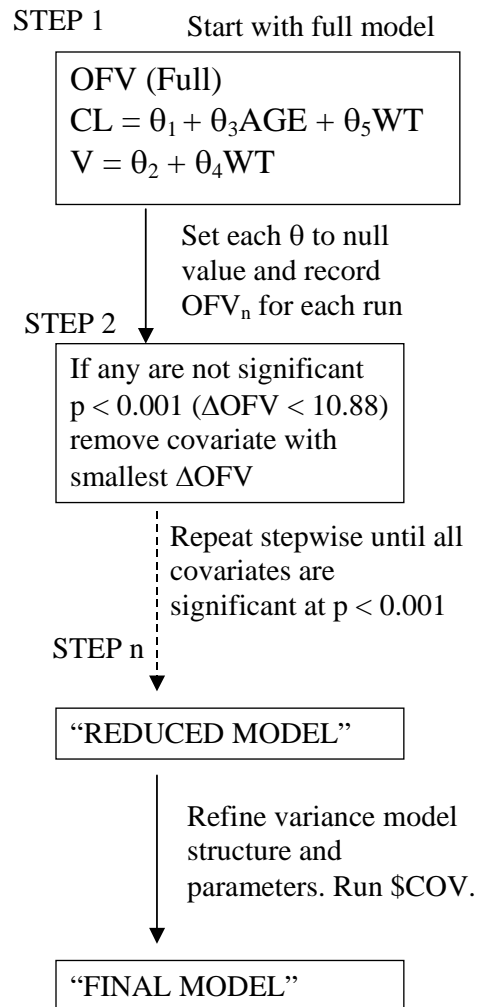 STEP 1
Start with full model
OFV (Full)
CL = θ₁ + θ₃AGE + θ₅WT
V = θ₂ + θ₄WT
Set each θ to null
value and record
OFVₙ for each run
STEP 2
If any are not significant
p < 0.001 (ΔOFV < 10.88)
remove covariate with
smallest ΔOFV
Repeat stepwise until all
covariates are
significant at p < 0.001
STEP n
“REDUCED MODEL”
Refine variance model
structure and
parameters. Run $COV.
“FINAL MODEL”